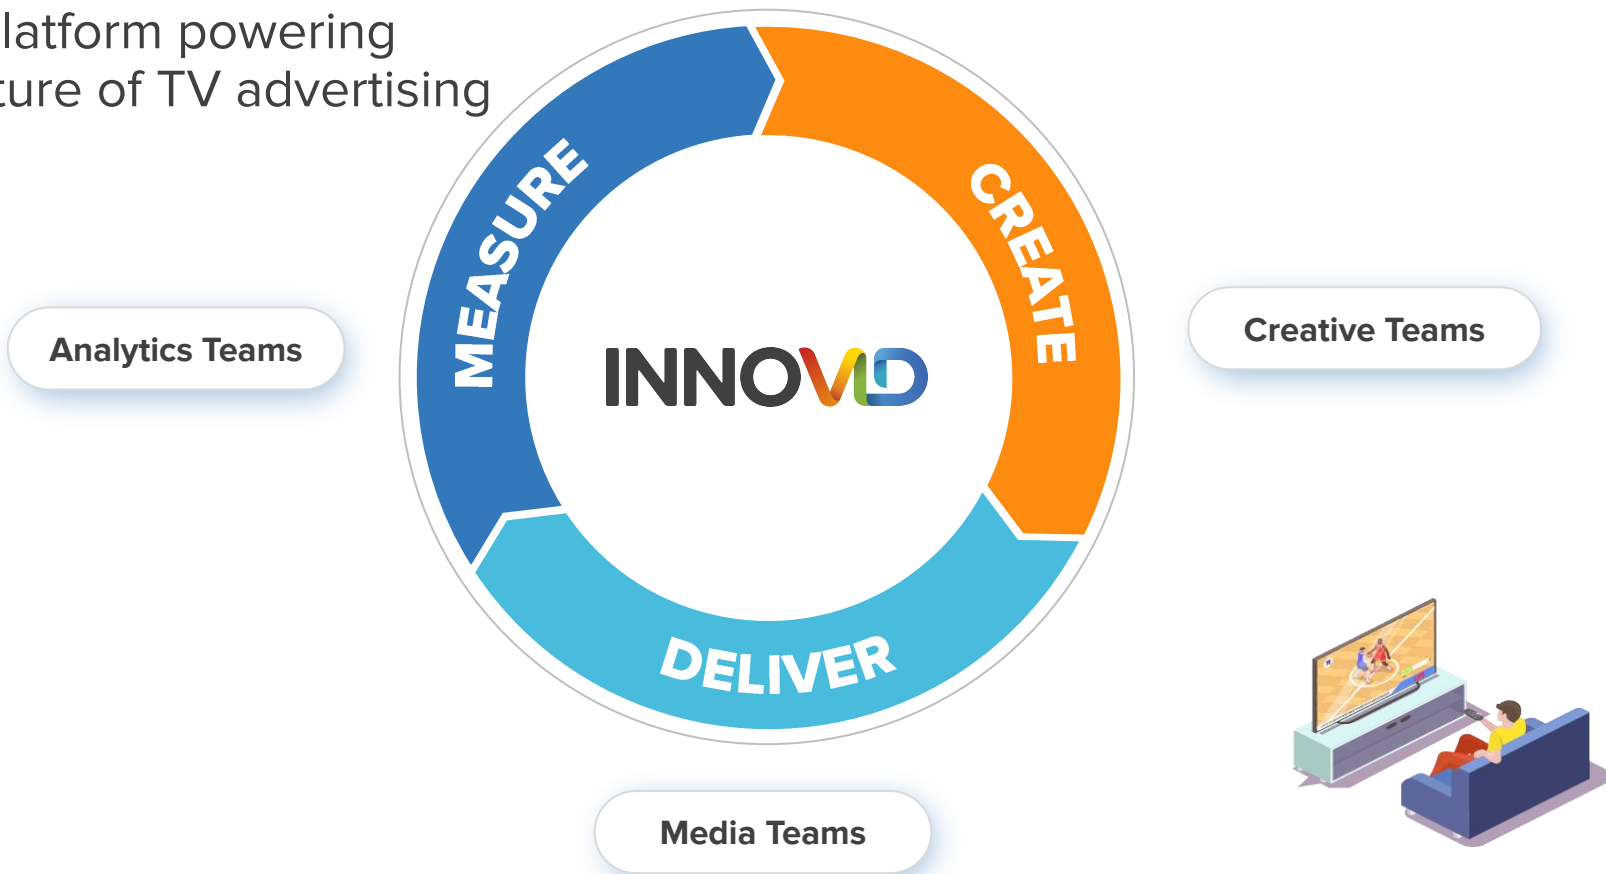 latform powering
ture of TV advertising
MEASURE
CREATE
Analytics Teams
INNOVID
Creative Teams
DELIVER
Media Teams